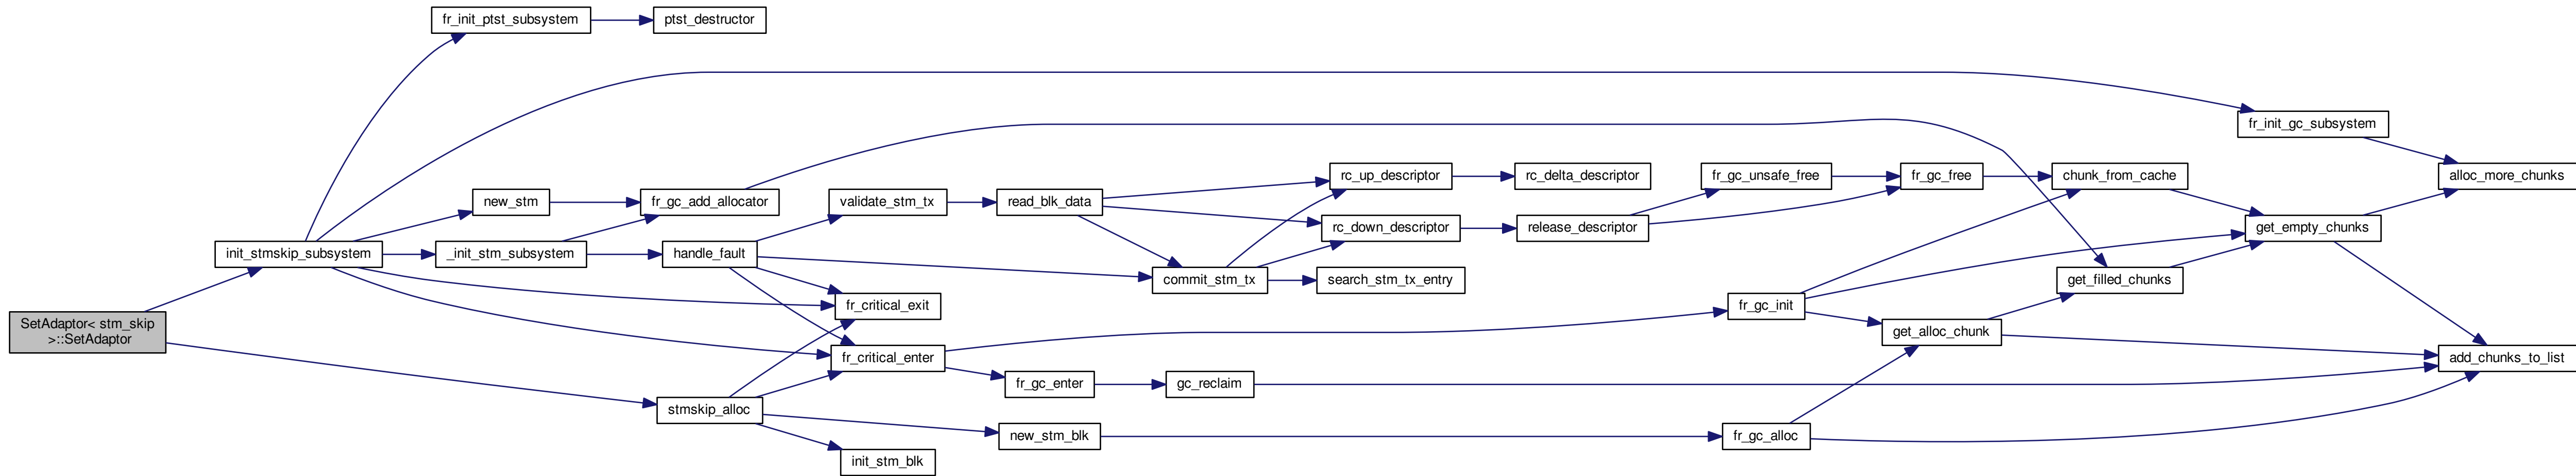 fr_init_ptst_subsystem
ptst_destructor
fr_init_gc_subsystem
rc_up_descriptor
rc_delta_descriptor
fr_gc_unsafe_free
fr_gc_free
chunk_from_cache
alloc_more_chunks
new_stm
fr_gc_add_allocator
validate_stm_tx
read_blk_data
rc_down_descriptor
release_descriptor
get_empty_chunks
init_stmskip_subsystem
_init_stm_subsystem
handle_fault
commit_stm_tx
search_stm_tx_entry
get_filled_chunks
fr_critical_exit
fr_gc_init
SetAdaptor< stm_skip
>::SetAdaptor
get_alloc_chunk
fr_critical_enter
add_chunks_to_list
fr_gc_enter
gc_reclaim
stmskip_alloc
new_stm_blk
fr_gc_alloc
init_stm_blk